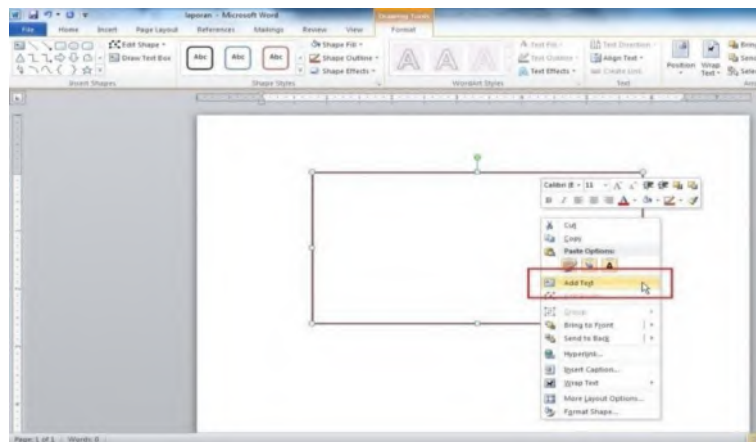 laporan - Microsoft Word
Drawing Tools
File Home Insert Page Layout References Mailings Review View Format
Edit Shape
Draw Text Box
Abc Abc Abc
Shape Fill
Shape Outline
Shape Effects
Text Fill
Text Outline
Text Effects
Text Direction
Align Text
Create Link
Position
Wrap Text
Insert Shapes
Shape Styles
WordArt Styles
Text
Calibri (B 11
Cut
Copy
Paste Options:
Add Text
Group
Bring to Front
Send to Back
Hyperlink...
Insert Caption...
Wrap Text
More Layout Options...
Format Shape...
Page: 1 of 1 Words: 0